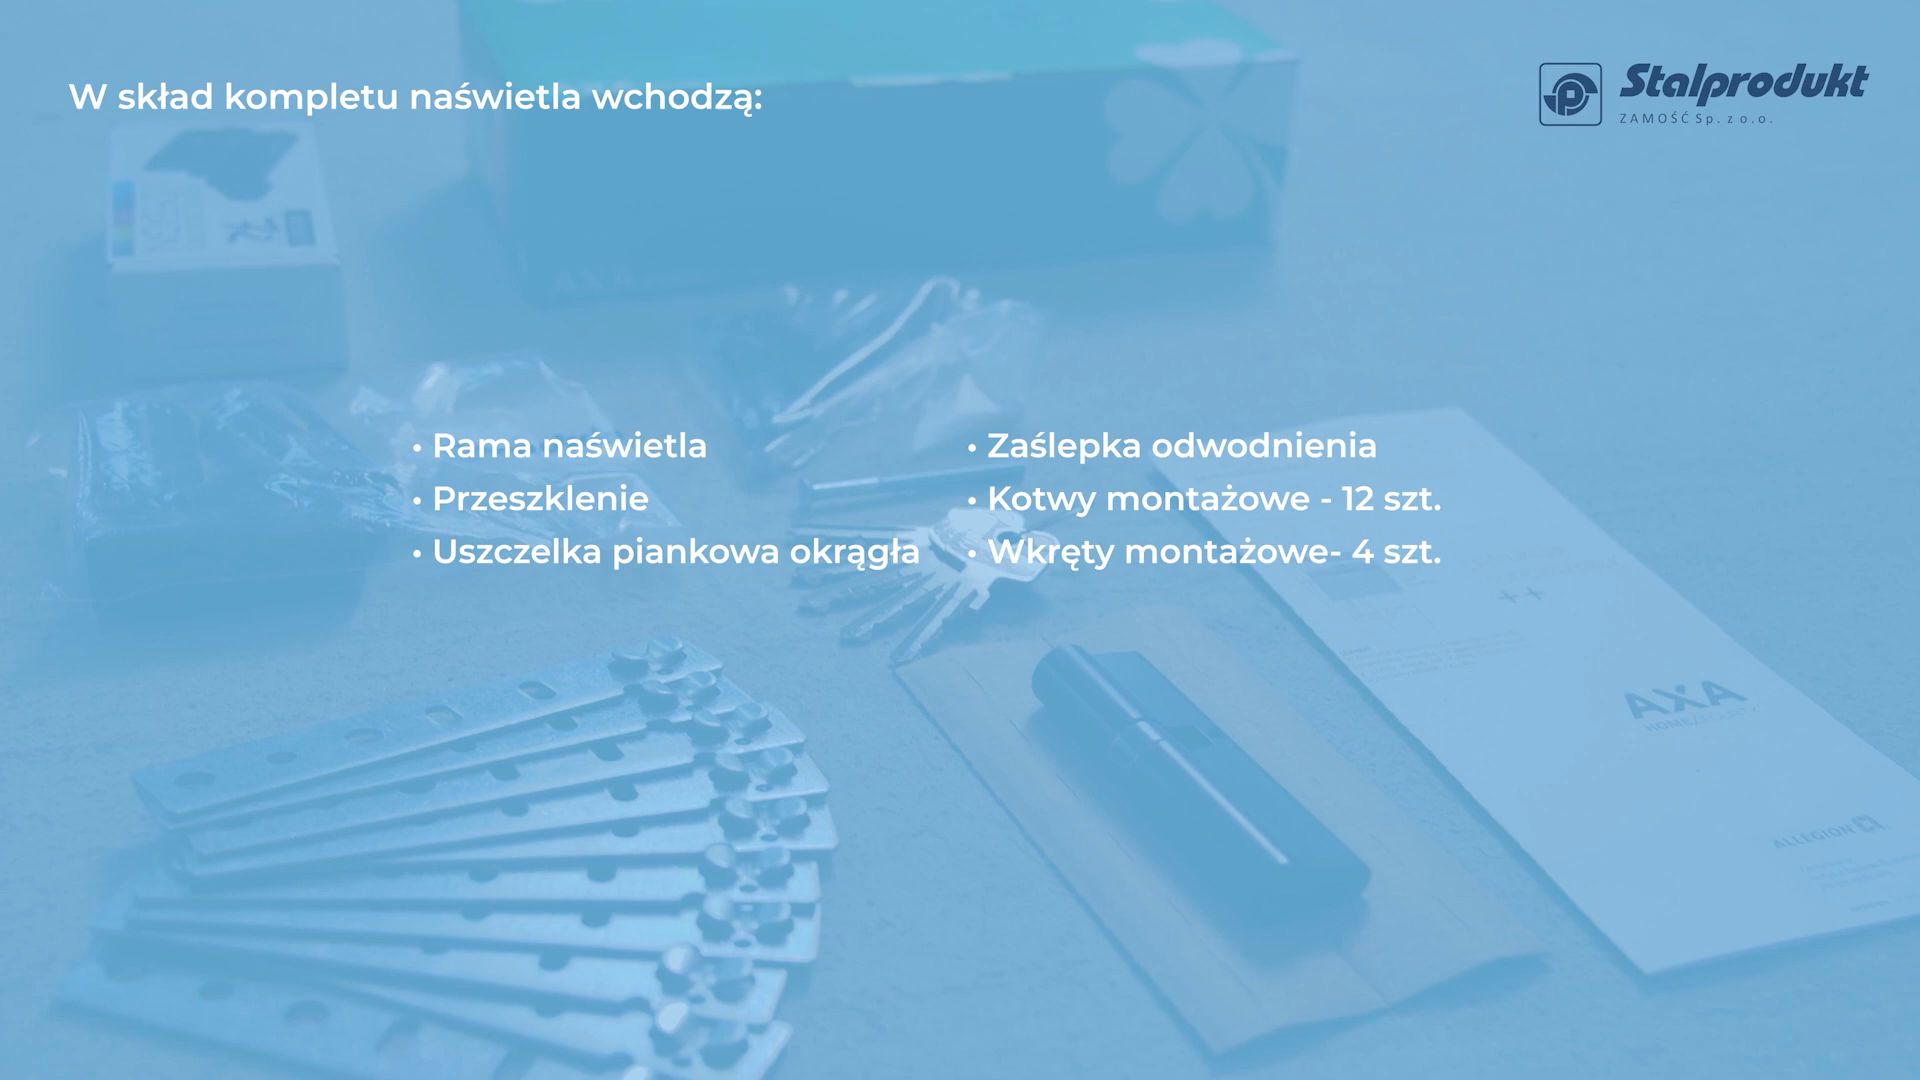 W skład kompletu naświetla wchodzą:
Stalprodukt
ZAMOŚĆ Sp. z o.o.
• Rama naświetla
• Przeszklenie
• Uszczelka piankowa okrągła
• Zaślepka odwodnienia
• Kotwy montażowe - 12 szt.
• Wkręty montażowe- 4 szt.
AXA
AXA
ALLEGION